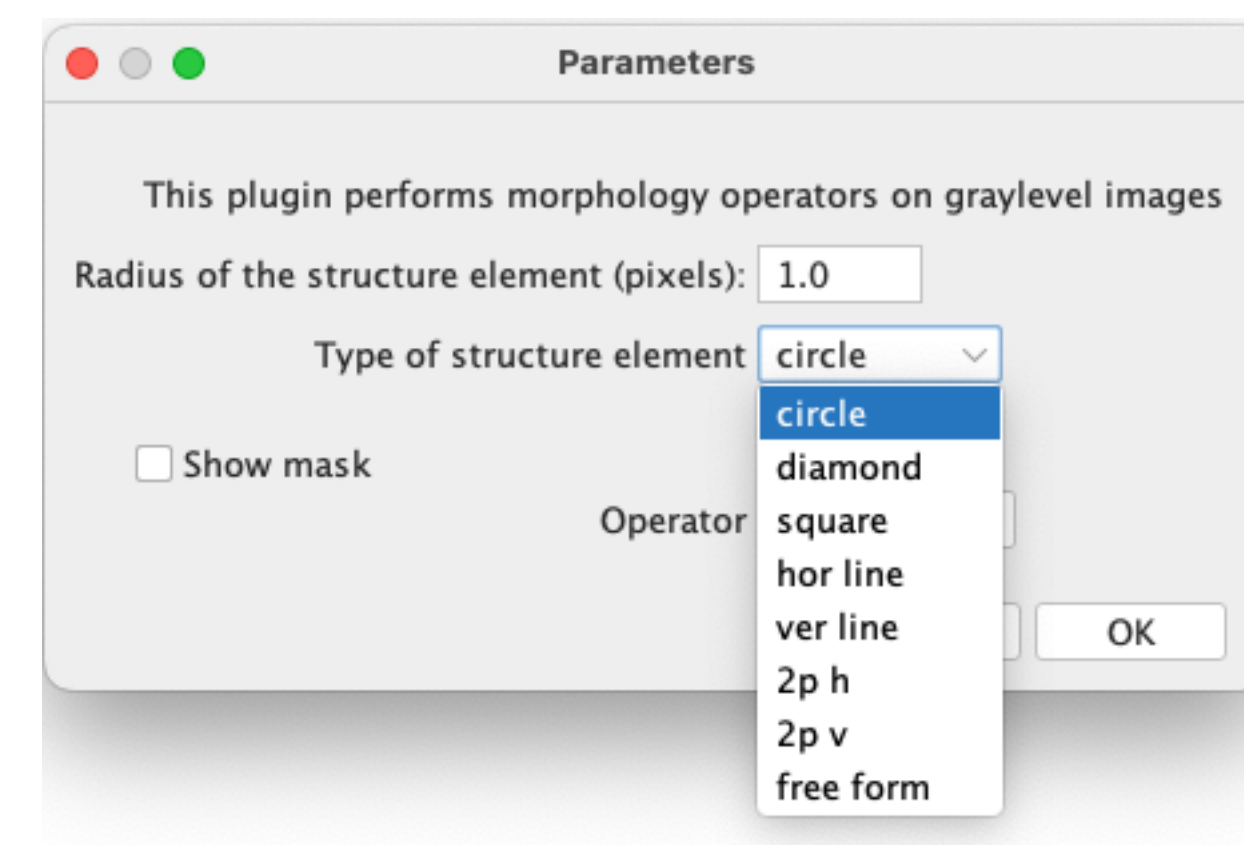 Parameters
This plugin performs morphology operators on graylevel images
Radius of the structure element (pixels): 1.0
Type of structure element circle
circle
diamond
Show mask
square
Operator
hor line
ver line
OK
2p h
2p v
free form